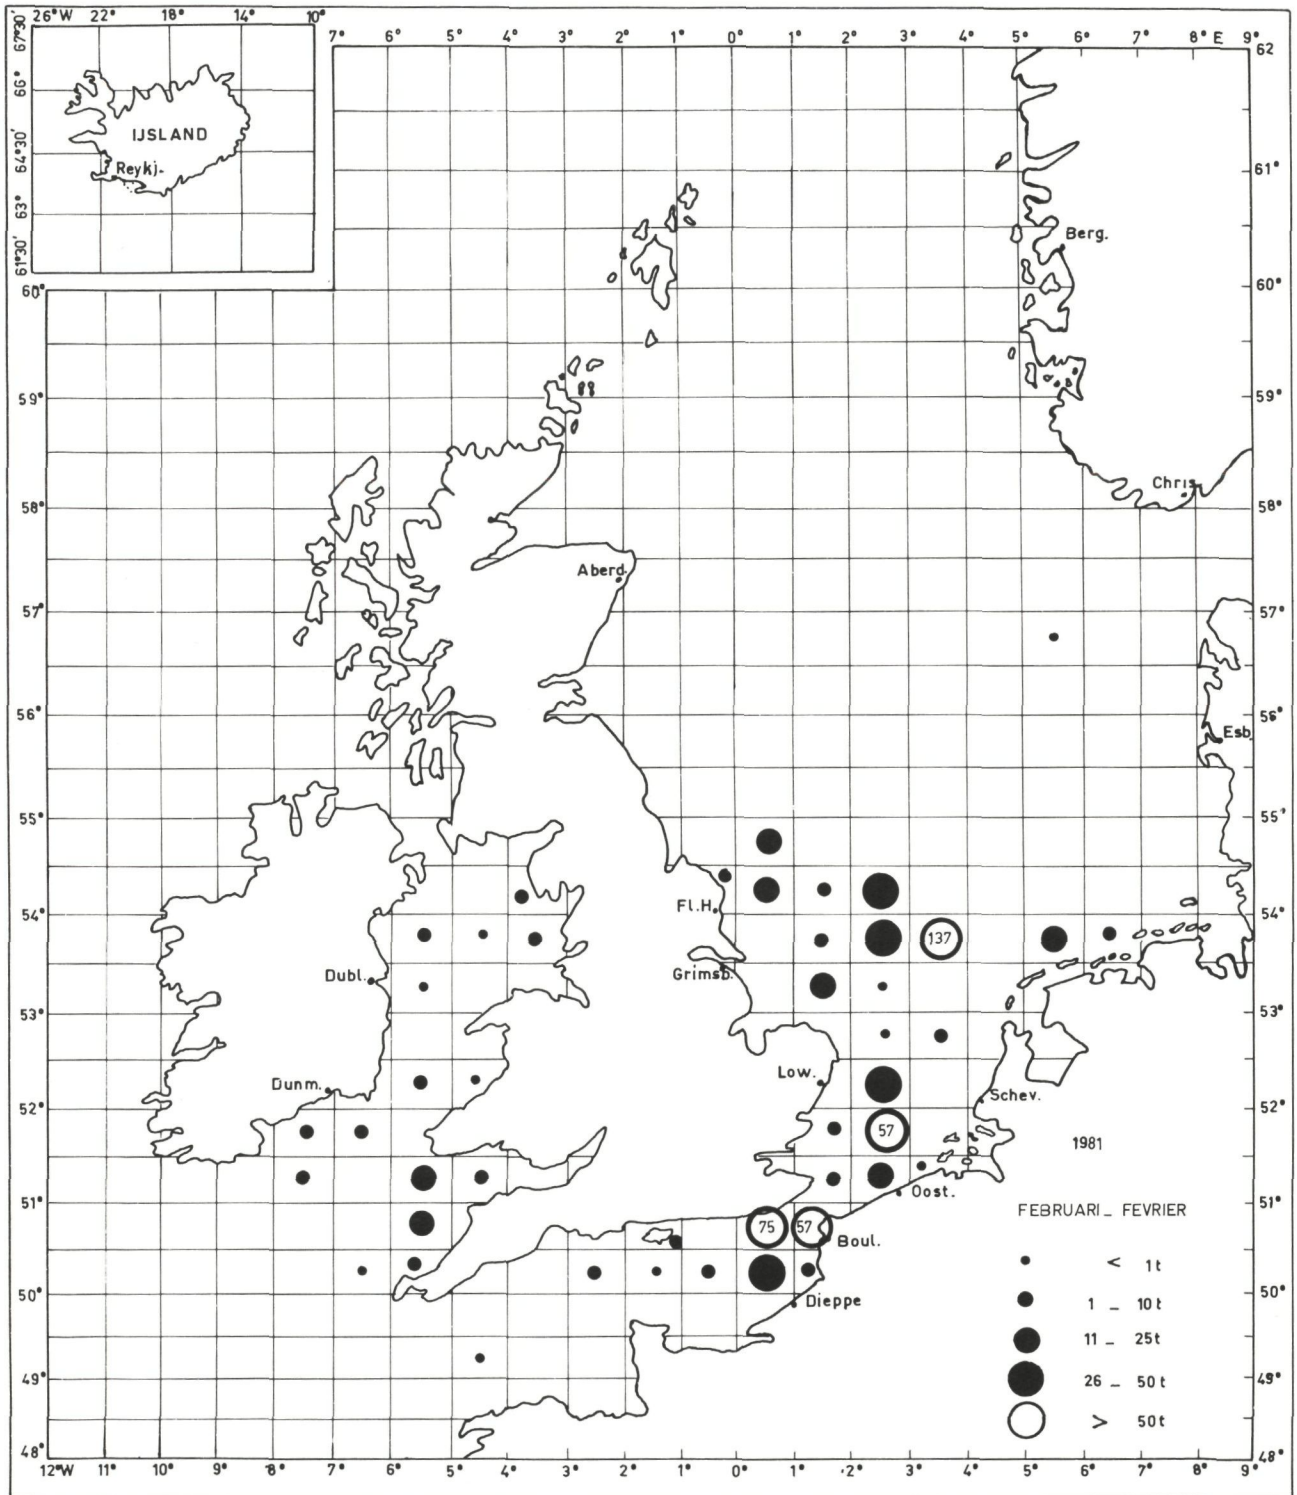 26°W 22° 18° 14° 10°
7° 6° 5° 4° 3° 2° 1° 0° 1° 2° 3° 4° 5° 6° 7° 8° E 9°
67°30'
66°
64°30'
63°
61°30'
IJSLAND
Reykj.
62
61°
Berg.
60° 60°
59° 59°
Chris
58° 58°
Aberd.
57° 57°
56° 56°
Esb.
55° 55°
Fl.H.
54° 54°
137
Dubl.
Grimsb.
53° 53°
Low.
Dunm.
Schev.
52° 52°
57
1981
Oost.
51° 51°
FEBRUARI _ FEVRIER
75 57
Boul.
< 1t
50° 50°
Dieppe
1 _ 10t
11 _ 25t
49° 49°
26 _ 50t
> 50t
48° 48°
12°W 10° 9° 8° 7° 6° 5° 4° 3° 2° 1° 0° 1° 2° 3° 4° 5° 6° 7° 8° 9°